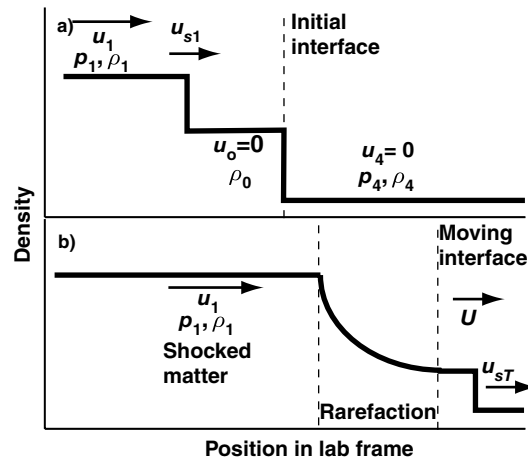 a)
u₁
p₁, ρ₁
uₛ₁
Initial
interface
uₒ=0
ρ₀
u₄= 0
p₄, ρ₄
Density
b)
u₁
p₁, ρ₁
Shocked
matter
Rarefaction
Moving
interface
U
u_sT
Position in lab frame